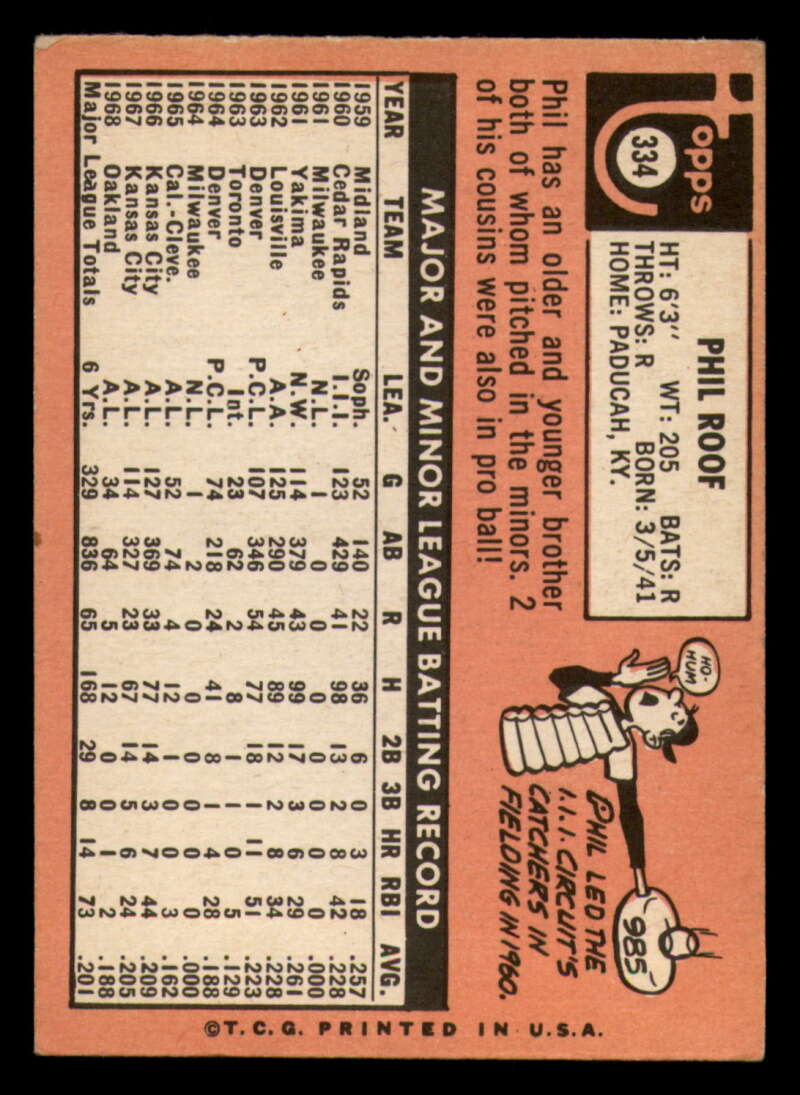 Topps
334
PHIL ROOF
HT: 6'3" WT: 205 BATS: R
THROWS: R BORN: 3/5/41
HOME: PADUCAH, KY.
Phil has an older and younger brother
both of whom pitched in the minors. 2
of his cousins were also in pro ball!
HO-
HUM
985
PHIL LED THE
I.I.I. CIRCUIT'S
CATCHERS IN
FIELDING IN 1960.
MAJOR AND MINOR LEAGUE BATTING RECORD
YEAR TEAM LEA. G AB R H 2B 3B HR RBI AVG.
1959 Midland Soph. 52 140 22 36 6 0 3 18 .257
1960 Cedar Rapids I.I.I. 123 429 41 98 13 2 8 42 .228
1961 Milwaukee N.L. 1 0 0 0 0 0 0 0 .000
1961 Yakima N.W. 114 379 43 99 17 3 6 29 .261
1962 Louisville A.A. 125 290 45 89 12 2 8 34 .228
1963 Denver P.C.L. 107 346 54 77 18 1 11 51 .223
1963 Toronto Int. 23 62 2 8 1 1 0 5 .129
1964 Denver P.C.L. 74 218 24 41 8 1 4 28 .188
1964 Milwaukee N.L. 1 2 0 0 0 0 0 0 .000
1965 Cal.-Cleve. A.L. 52 74 4 12 1 0 0 3 .162
1966 Kansas City A.L. 127 369 33 77 14 3 7 44 .209
1967 Kansas City A.L. 114 327 23 67 14 5 6 24 .205
1968 Oakland A.L. 34 64 5 12 0 0 1 2 .188
Major League Totals 6 Yrs. 329 836 65 168 29 8 14 73 .201
©T.C.G. PRINTED IN U.S.A.